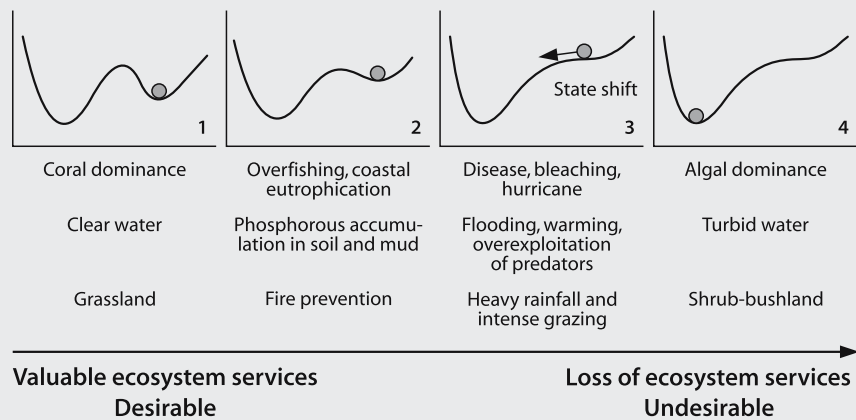 1
2
State shift
3
4
Coral dominance
Overfishing, coastal
eutrophication
Disease, bleaching,
hurricane
Algal dominance
Clear water
Phosphorous accumu-
lation in soil and mud
Flooding, warming,
overexploitation
of predators
Turbid water
Grassland
Fire prevention
Heavy rainfall and
intense grazing
Shrub-bushland
Valuable ecosystem services
Desirable
Loss of ecosystem services
Undesirable